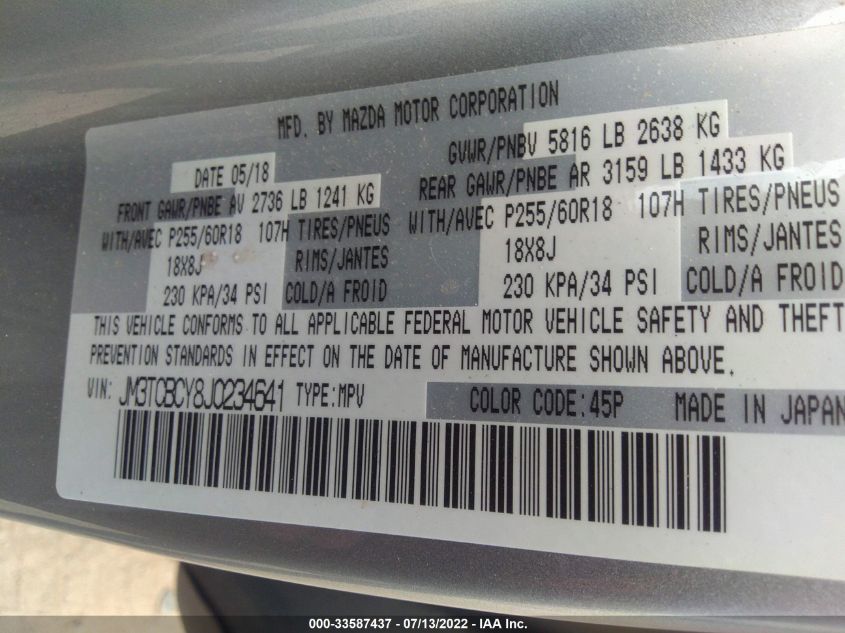 MFD. BY MAZDA MOTOR CORPORATION
DATE 05/18 GVWR/PNBV 5816 LB 2638 KG
FRONT GAWR/PNBE AV 2736 LB 1241 KG REAR GAWR/PNBE AR 3159 LB 1433 KG
WITH/AVEC P255/60R18 107H TIRES/PNEUS WITH/AVEC P255/60R18 107H TIRES/PNEUS
18X8J RIMS/JANTES 18X8J RIMS/JANTES
230 KPA/34 PSI COLD/A FROID 230 KPA/34 PSI COLD/A FROID
THIS VEHICLE CONFORMS TO ALL APPLICABLE FEDERAL MOTOR VEHICLE SAFETY AND THEFT
PREVENTION STANDARDS IN EFFECT ON THE DATE OF MANUFACTURE SHOWN ABOVE.
VIN: JM3TCBCY8J0234641 TYPE:MPV COLOR CODE:45P MADE IN JAPAN
000-33587437 - 07/13/2022 - IAA Inc.